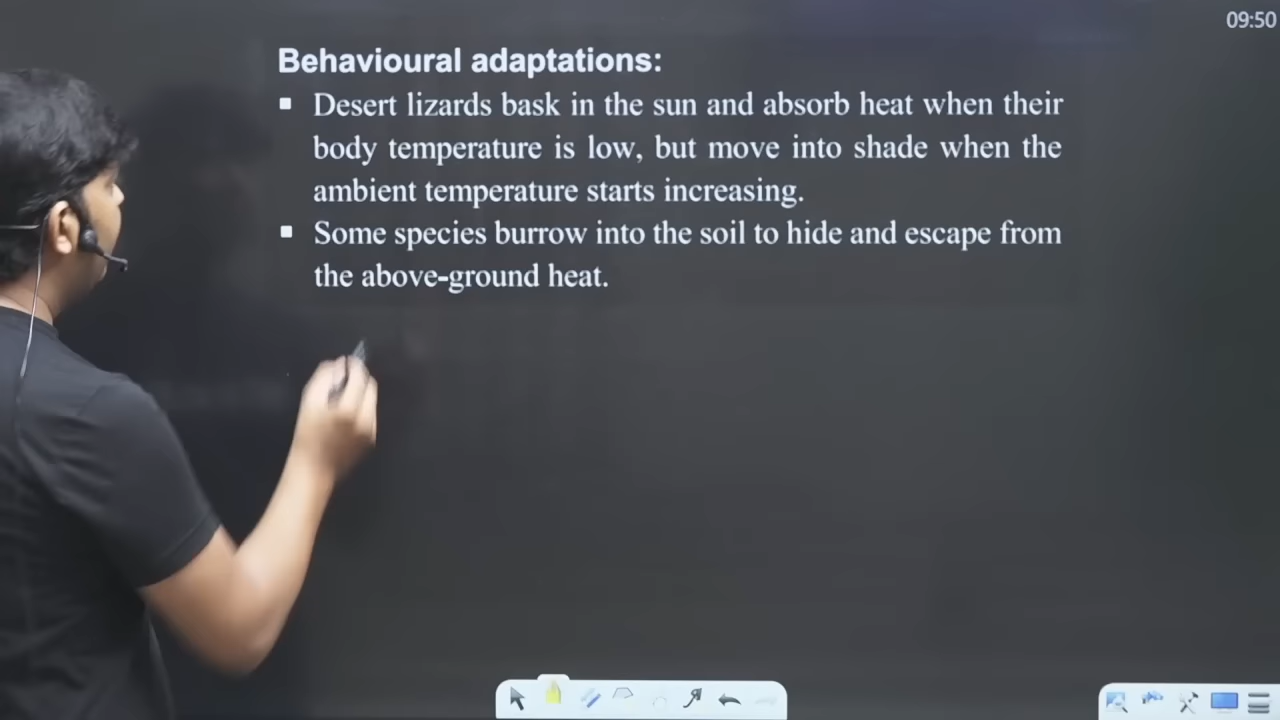 09:50
Behavioural adaptations:
▪ Desert lizards bask in the sun and absorb heat when their
body temperature is low, but move into shade when the
ambient temperature starts increasing.
▪ Some species burrow into the soil to hide and escape from
the above-ground heat.